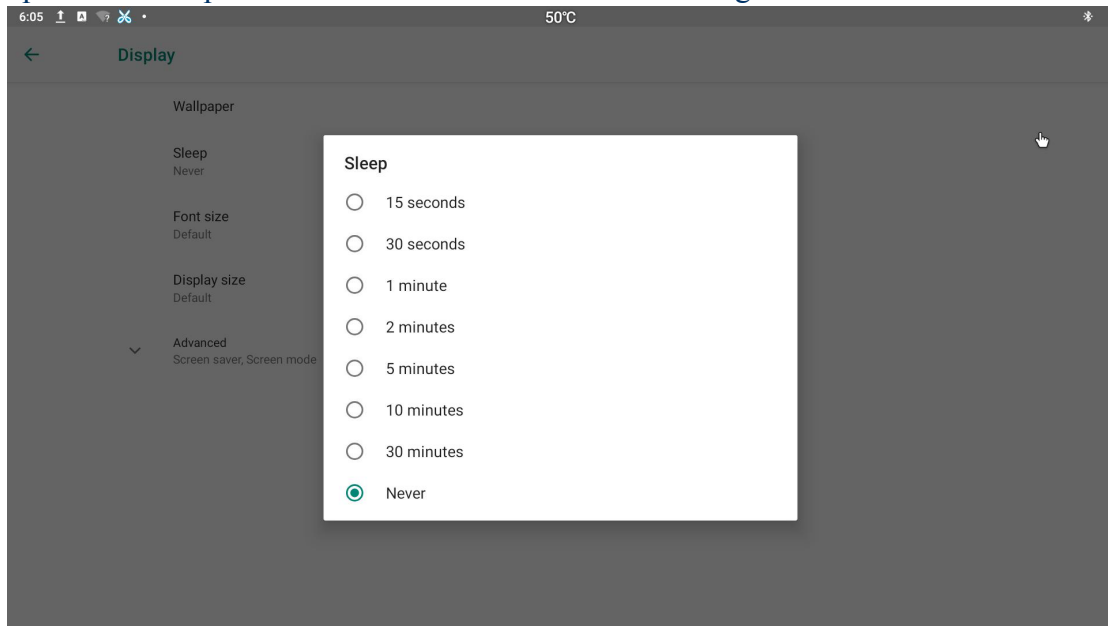 6:05
50°C
Display
Wallpaper
Sleep
Never
Font size
Default
Display size
Default
Advanced
Screen saver, Screen mode
Sleep
15 seconds
30 seconds
1 minute
2 minutes
5 minutes
10 minutes
30 minutes
Never